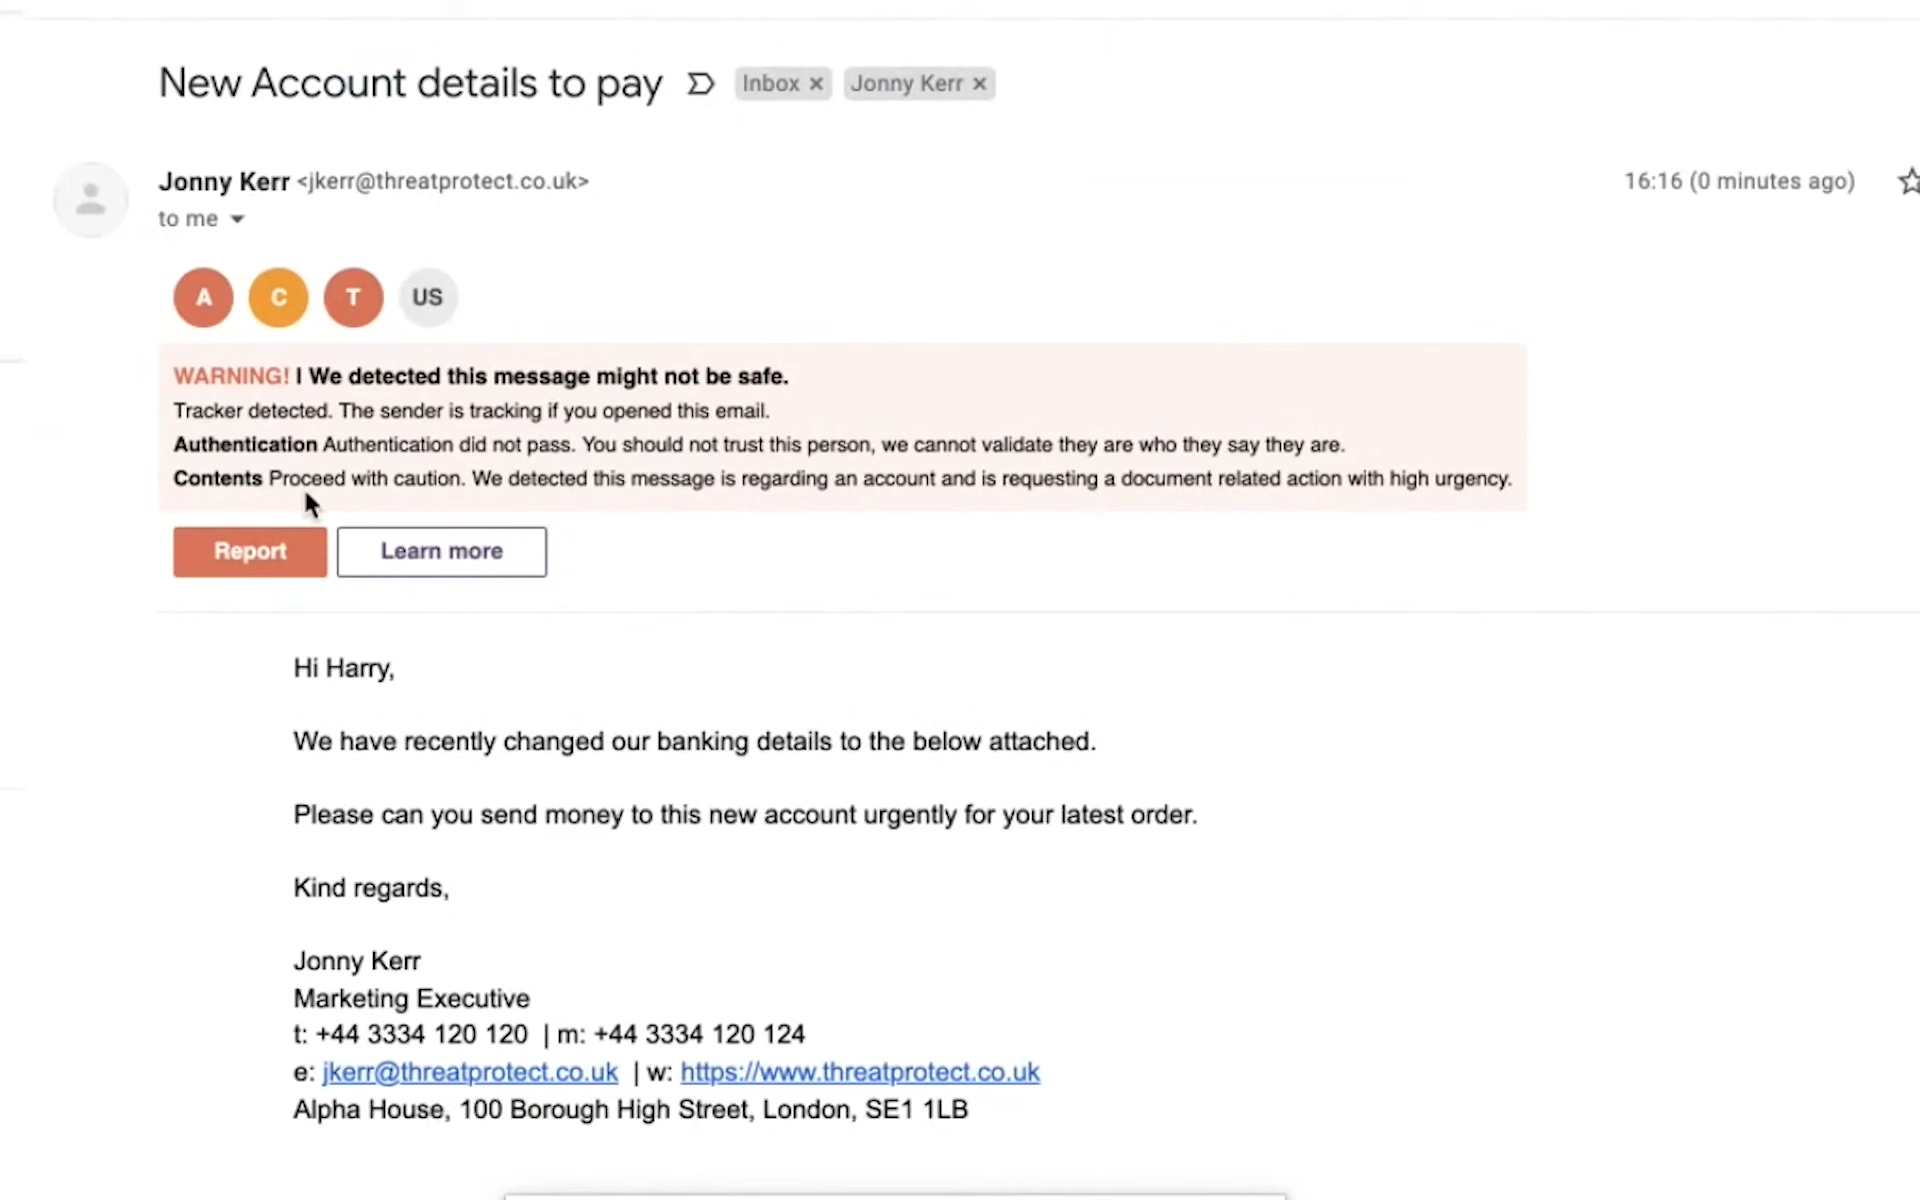 New Account details to pay Inbox × Jonny Kerr ×
Jonny Kerr <jkerr@threatprotect.co.uk> 16:16 (0 minutes ago)
to me
A C T US
WARNING! | We detected this message might not be safe.
Tracker detected. The sender is tracking if you opened this email.
Authentication Authentication did not pass. You should not trust this person, we cannot validate they are who they say they are.
Contents Proceed with caution. We detected this message is regarding an account and is requesting a document related action with high urgency.
Report Learn more
Hi Harry,
We have recently changed our banking details to the below attached.
Please can you send money to this new account urgently for your latest order.
Kind regards,
Jonny Kerr
Marketing Executive
t: +44 3334 120 120 | m: +44 3334 120 124
e: jkerr@threatprotect.co.uk | w: https://www.threatprotect.co.uk
Alpha House, 100 Borough High Street, London, SE1 1LB